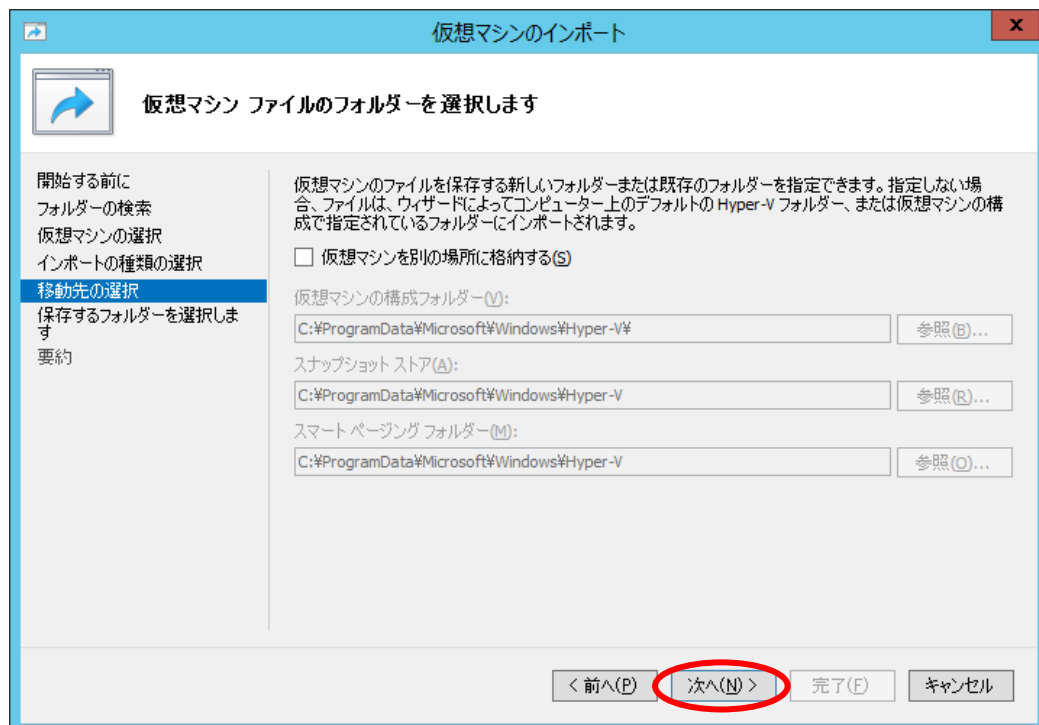 仮想マシンのインポート
x
仮想マシン ファイルのフォルダーを選択します
開始する前に
フォルダーの検索
仮想マシンの選択
インポートの種類の選択
移動先の選択
保存するフォルダーを選択しま
す
要約
仮想マシンのファイルを保存する新しいフォルダーまたは既存のフォルダーを指定できます。指定しない場
合、ファイルは、ウィザードによってコンピューター上のデフォルトの Hyper-V フォルダー、または仮想マシンの構
成で指定されているフォルダーにインポートされます。
仮想マシンを別の場所に格納する(S)
仮想マシンの構成フォルダー(V):
C:¥ProgramData¥Microsoft¥Windows¥Hyper-V¥
参照(B)...
スナップショット ストア(A):
C:¥ProgramData¥Microsoft¥Windows¥Hyper-V
参照(R)...
スマート ページング フォルダー(M):
C:¥ProgramData¥Microsoft¥Windows¥Hyper-V
参照(O)...
< 前へ(P)
次へ(N) >
完了(F)
キャンセル